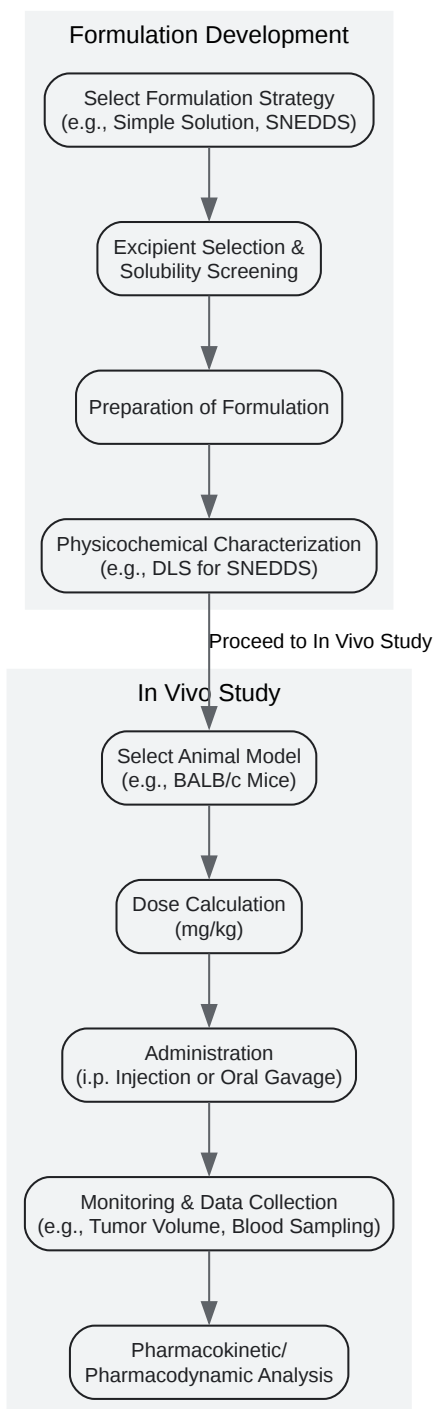 Formulation Development
Select Formulation Strategy
(e.g., Simple Solution, SNEDDS)
Excipient Selection &
Solubility Screening
Preparation of Formulation
Physicochemical Characterization
(e.g., DLS for SNEDDS)
Proceed to In Vivo Study
In Vivo Study
Select Animal Model
(e.g., BALB/c Mice)
Dose Calculation
(mg/kg)
Administration
(i.p. Injection or Oral Gavage)
Monitoring & Data Collection
(e.g., Tumor Volume, Blood Sampling)
Pharmacokinetic/
Pharmacodynamic Analysis